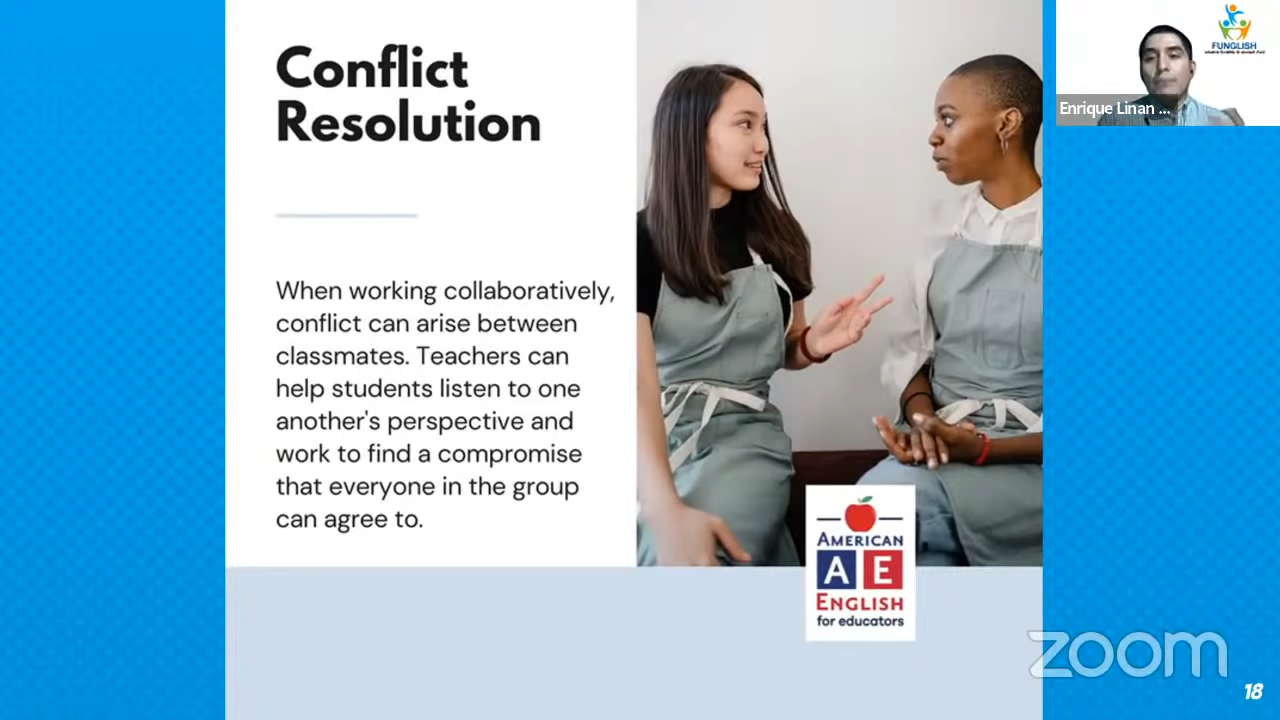 Conflict
Resolution
When working collaboratively,
conflict can arise between
classmates. Teachers can
help students listen to one
another's perspective and
work to find a compromise
that everyone in the group
can agree to.
AMERICAN
A E
ENGLISH
for educators
FUNGLISH
Enrique Linan ...
zoom
18